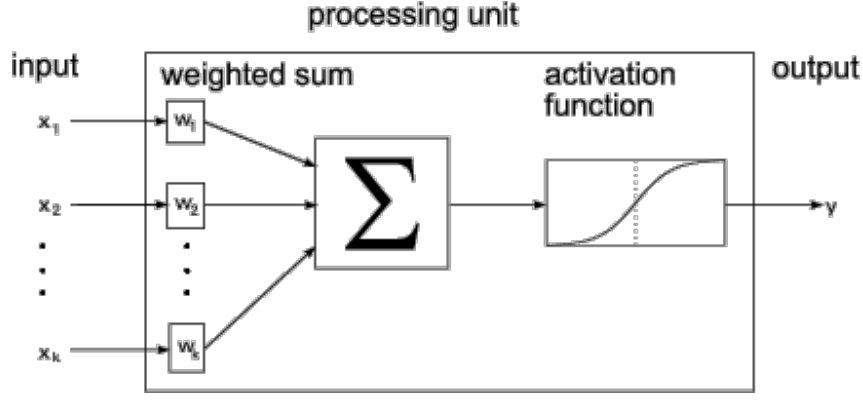 processing unit
input
weighted sum
activation
function
output
x₁
w₁
x₂
w₂
Σ
y
xₖ
wₖ